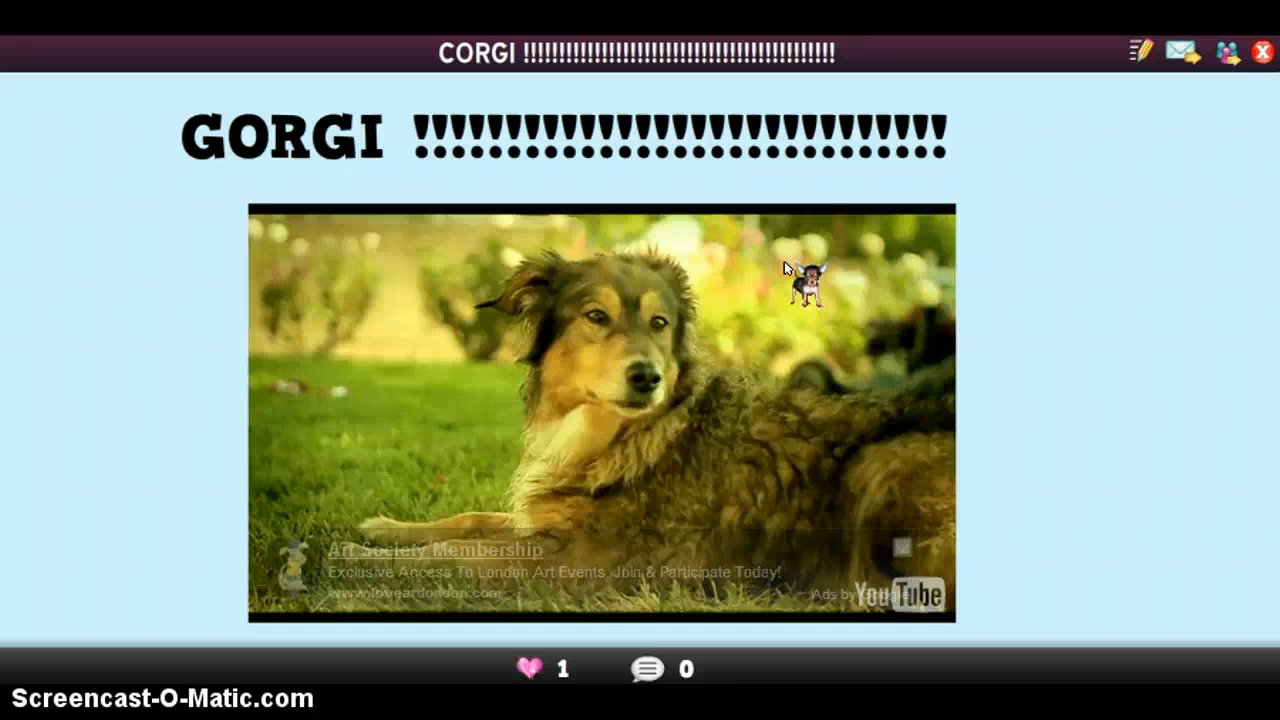 CORGI !!!!!!!!!!!!!!!!!!!!!!!!!!!!!!!!!!!!!!!!!!!!
GORGI !!!!!!!!!!!!!!!!!!!!!!!!!!!!!
Art Society Membership
Exclusive Access To London Art Events. Join & Participate Today!
www.loveartlondon.com
Ads by Google
YouTube
1
0
Screencast-O-Matic.com